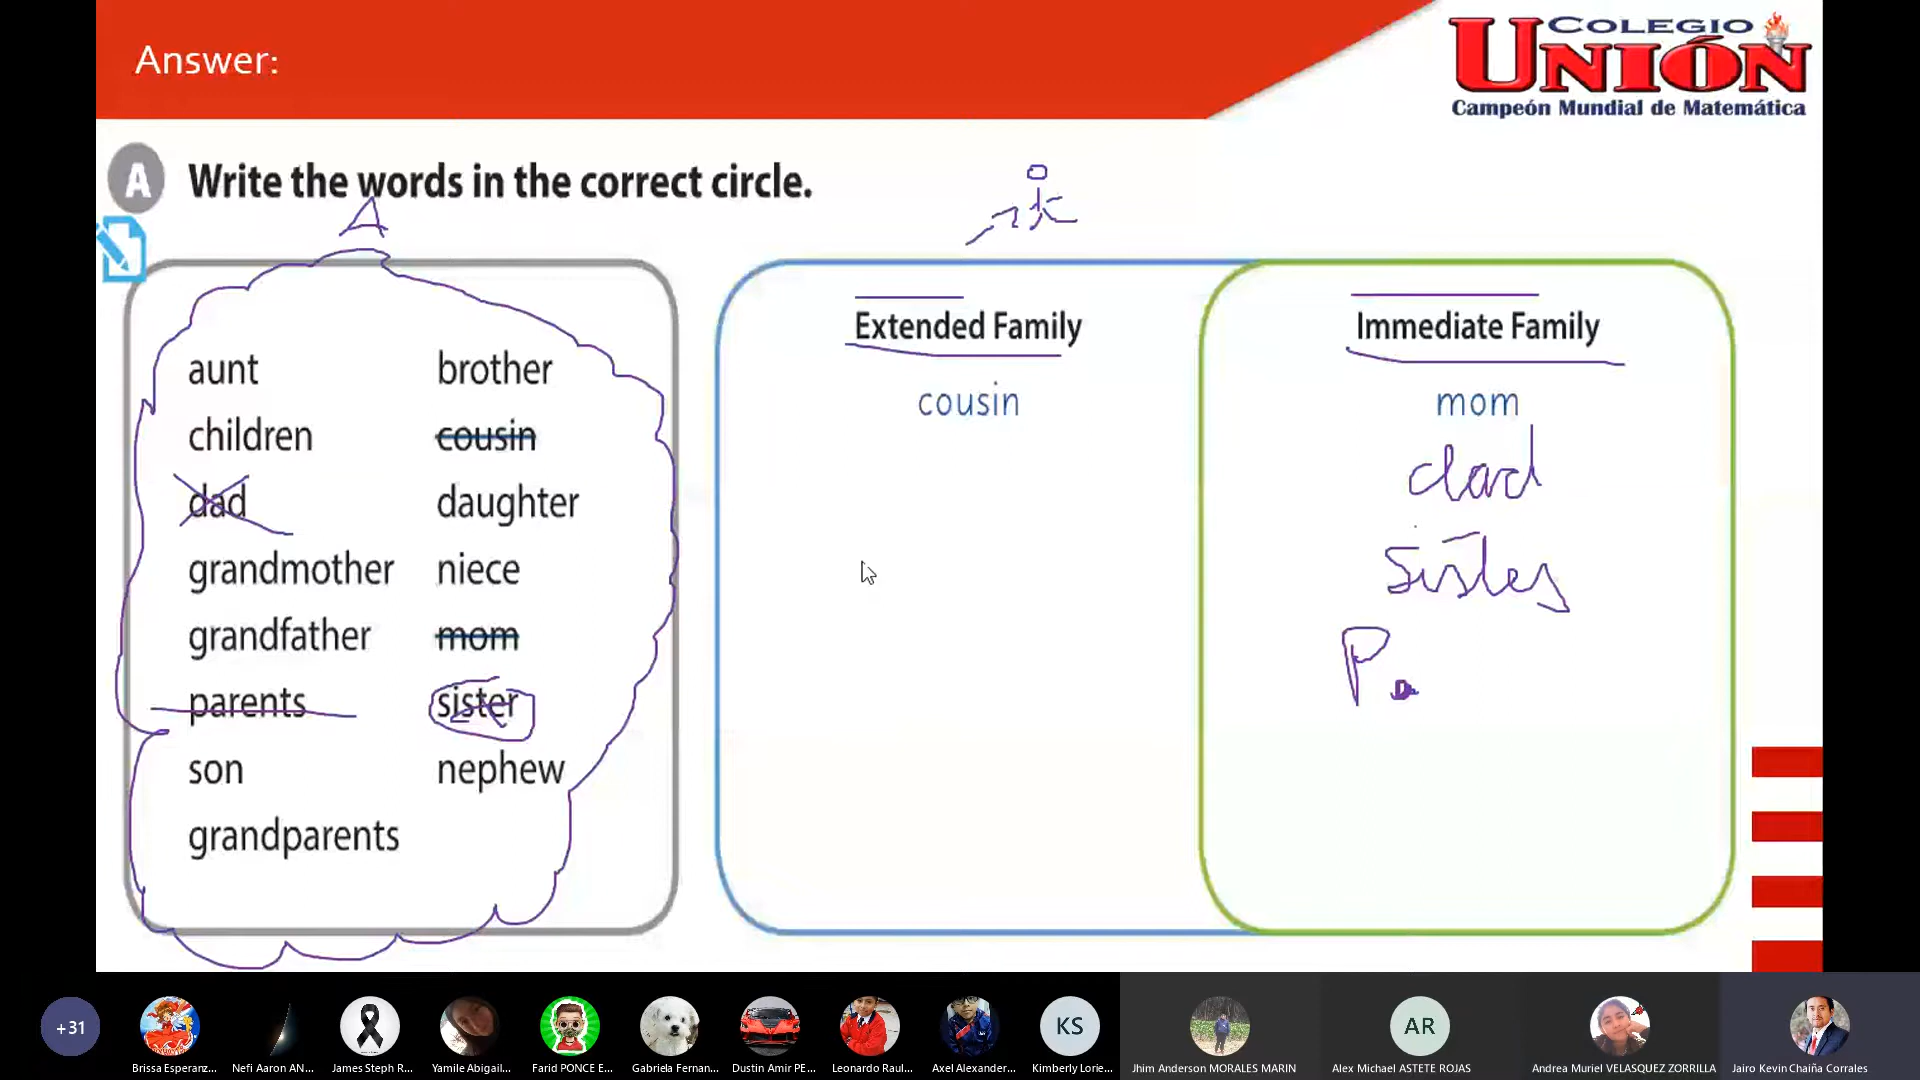 Answer:
COLEGIO
UNIÓN
Campeón Mundial de Matemática
A Write the words in the correct circle.
A
aunt brother
children cousin
dad daughter
grandmother niece
grandfather mom
parents sister
son nephew
grandparents
Extended Family
cousin
Immediate Family
mom
dad
sister
Pa
+31
Brissa Esperanz...
Nefi Aaron AN...
James Steph R...
Yamile Abigail...
Farid PONCE E...
Gabriela Fernan...
Dustin Amir PE...
Leonardo Raul...
Axel Alexander...
KS
Kimberly Lorie...
Jhim Anderson MORALES MARIN
AR
Alex Michael ASTETE ROJAS
Andrea Muriel VELASQUEZ ZORRILLA
Jairo Kevin Chaiña Corrales